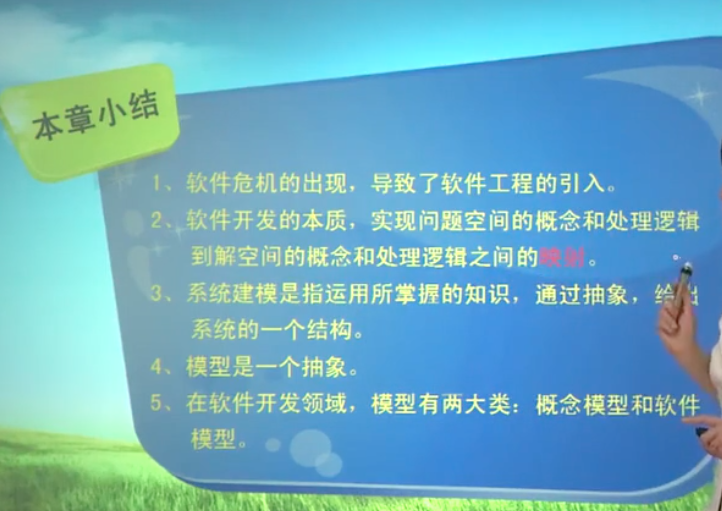 本章小结
1、软件危机的出现，导致了软件工程的引入。
2、软件开发的本质，实现问题空间的概念和处理逻辑
到解空间的概念和处理逻辑之间的映射。
3、系统建模是指运用所掌握的知识，通过抽象，给出
系统的一个结构。
4、模型是一个抽象。
5、在软件开发领域，模型有两大类：概念模型和软件
模型。